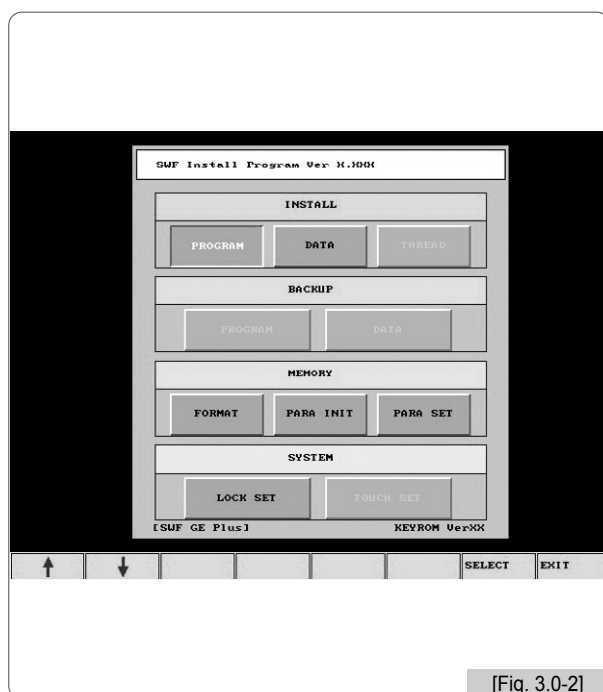 SWF Install Program Ver X.XXX
INSTALL
PROGRAM DATA THREAD
BACKUP
PROGRAM DATA
MEMORY
FORMAT PARA INIT PARA SET
SYSTEM
LOCK SET TOUCH SET
[SWF GE Plus] KEYROM VerXX
↑ ↓ SELECT EXIT
[Fig. 3.0-2]